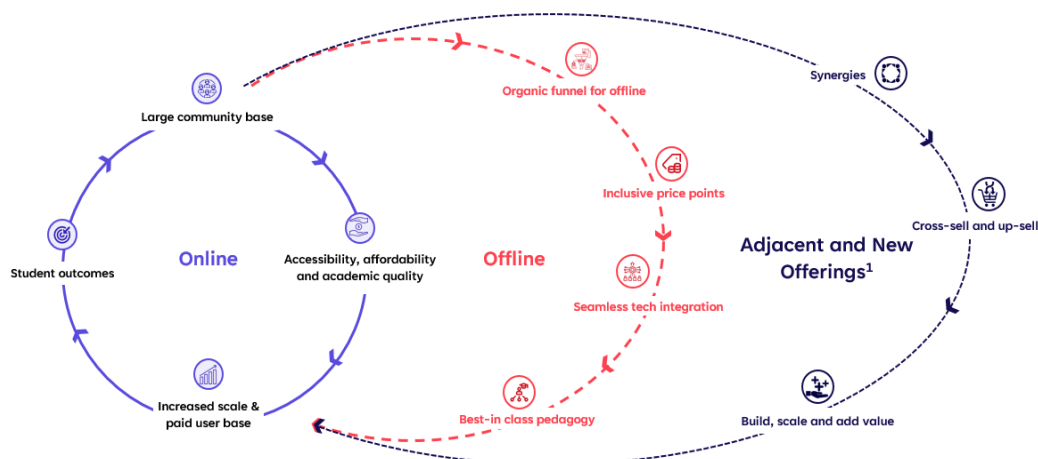 Synergies
Organic funnel for offline
Large community base
Inclusive price points
Cross-sell and up-sell
Online
Offline
Adjacent and New
Offerings¹
Accessibility, affordability
and academic quality
Student outcomes
Seamless tech integration
Increased scale &
paid user base
Best-in class pedagogy
Build, scale and add value